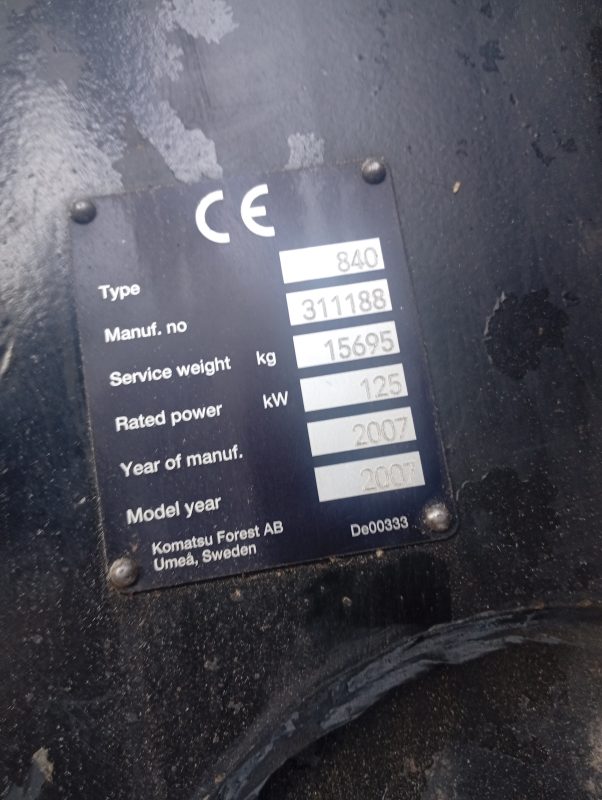 CE
Type 840
Manuf. no 311188
Service weight kg 15695
Rated power kW 125
Year of manuf. 2007
Model year 2007
Komatsu Forest AB
Umeå, Sweden
De00333